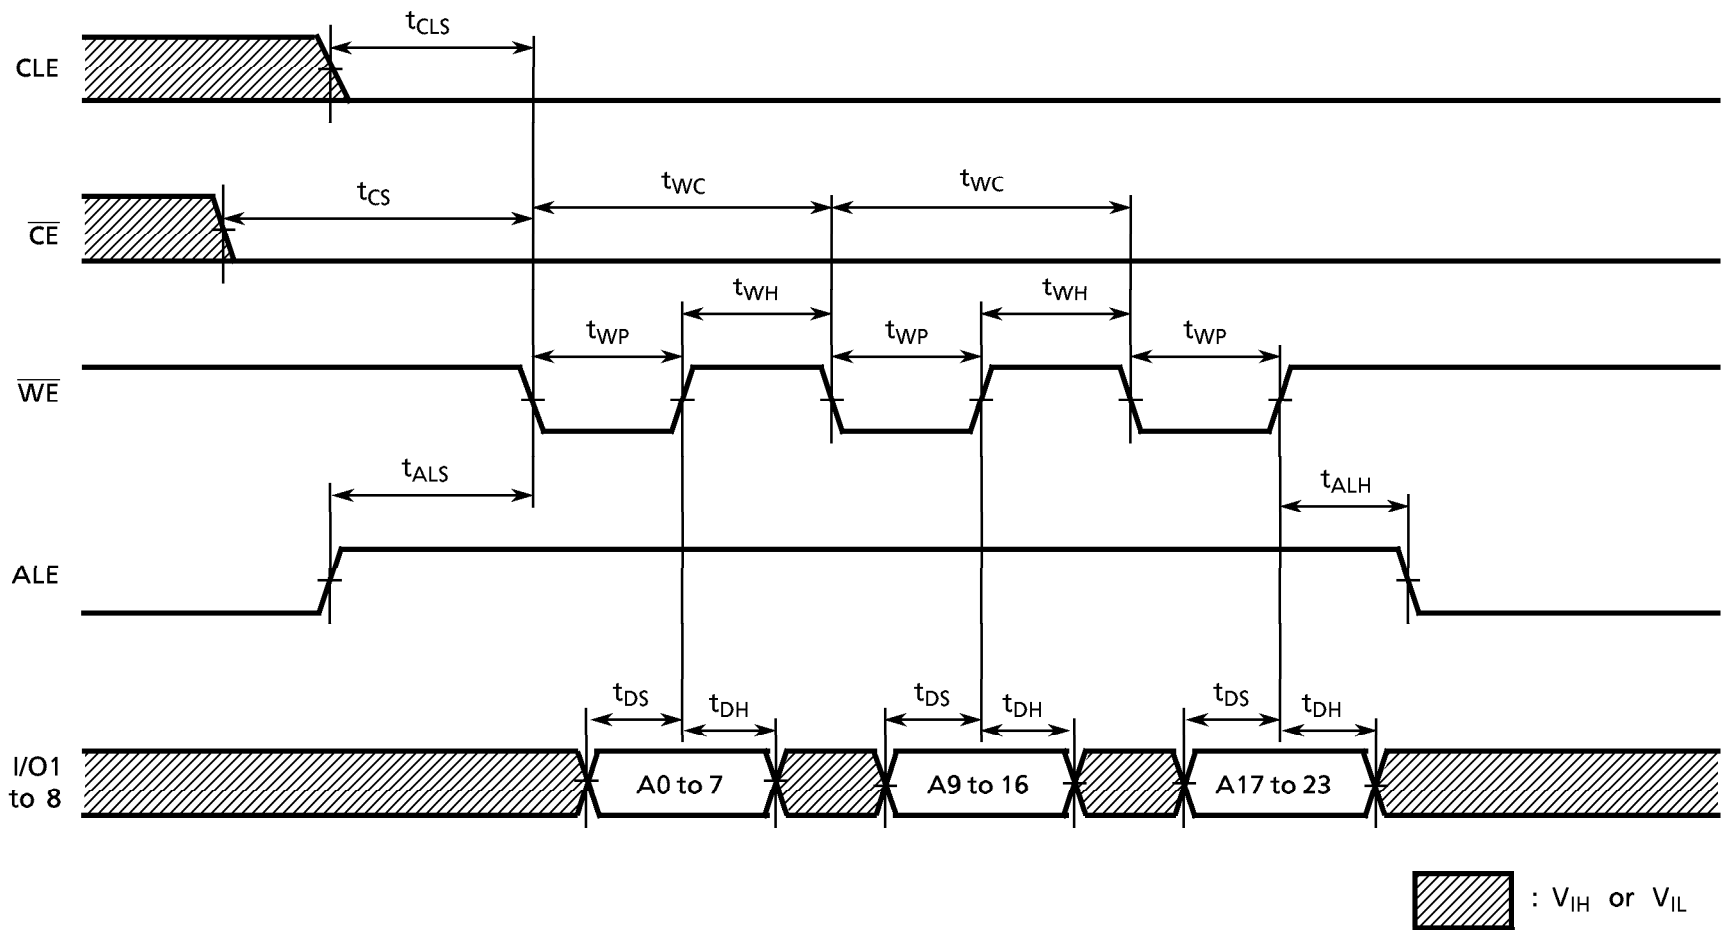 tCLS
CLE
tCS
tWC
tWC
CE
tWH
tWH
tWP
tWP
tWP
WE
tALS
tALH
ALE
tDS
tDH
tDS
tDH
tDS
tDH
I/O1
to 8
A0 to 7
A9 to 16
A17 to 23
: VIH or VIL